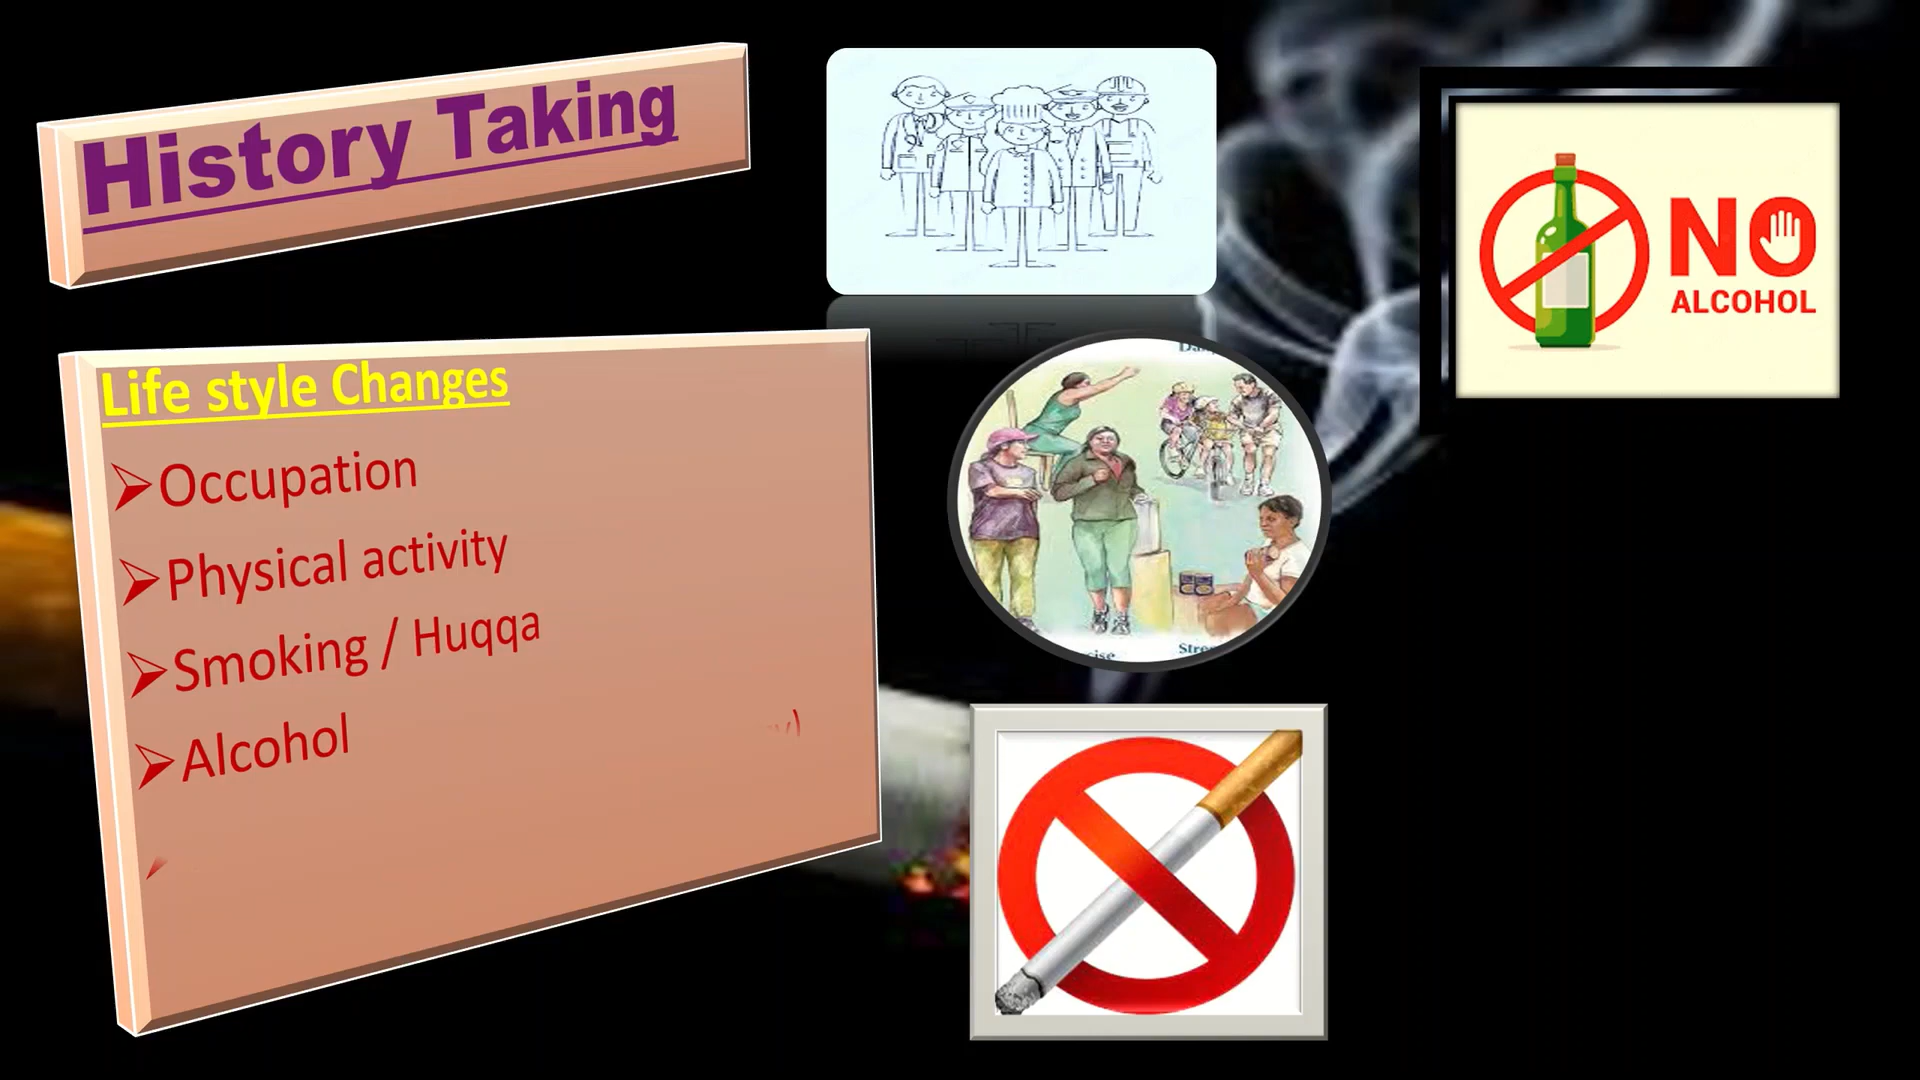 History Taking
Life style Changes
Occupation
Physical activity
Smoking / Huqqa
Alcohol
NO
ALCOHOL